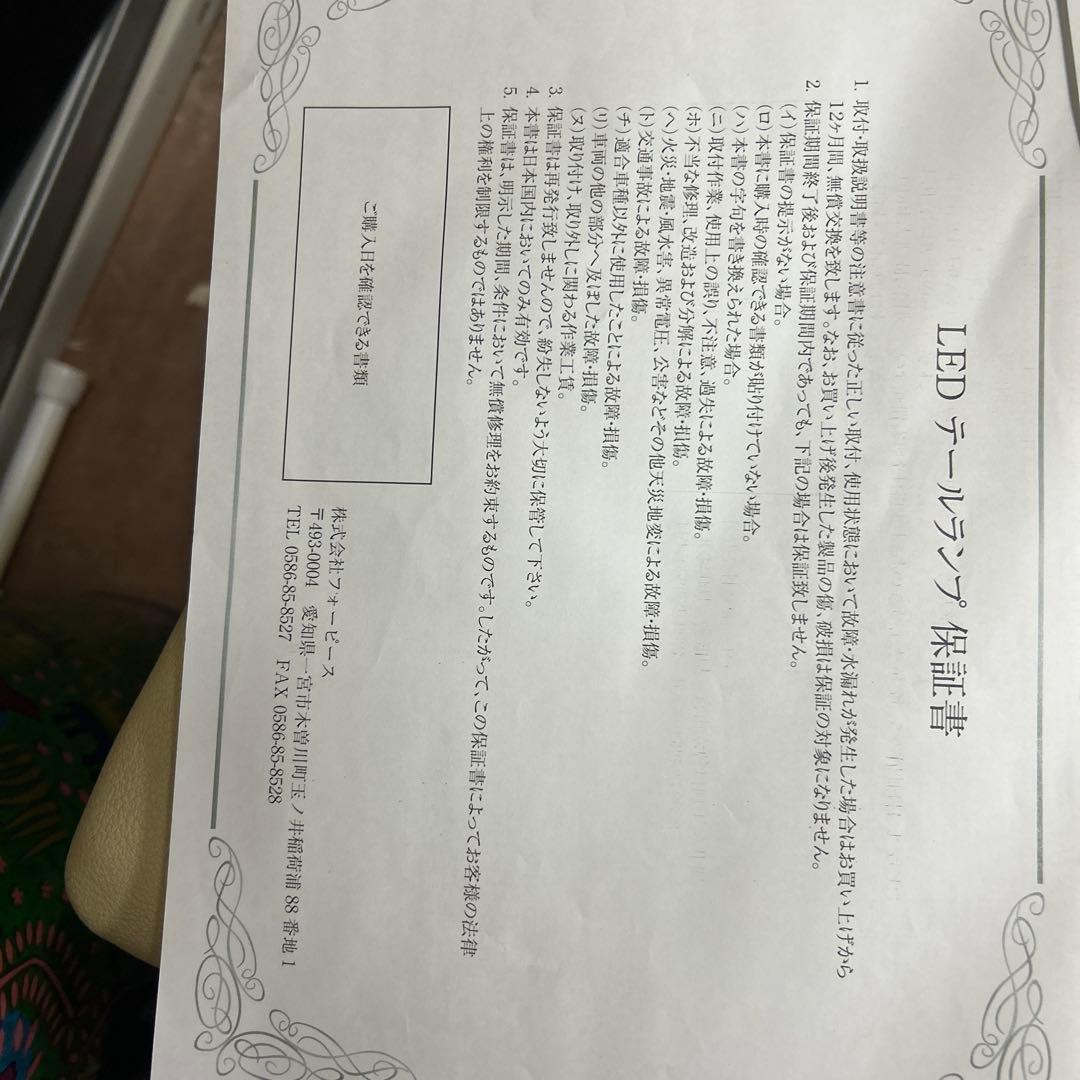 LED テールランプ 保証書
1. 取付・取扱説明書等の注意書に従った正しい取付、使用状態において故障・水漏れが発生した場合はお買い上げから
12ヶ月間、無償交換を致します。なお、お買い上げ後発生した製品の傷、破損は保証の対象になりません。
2. 保証期間終了後および保証期間内であっても、下記の場合は保証致しません。
(イ)保証書の提示がない場合。
(ロ)本書に購入時の確認できる書類が貼り付けていない場合。
(ハ)本書の字句を書き換えられた場合。
(ニ)取付作業、使用上の誤り、不注意、過失による故障・損傷。
(ホ)不当な修理、改造および分解による故障・損傷。
(ヘ)火災・地震・風水害、異常電圧、公害などその他天災地変による故障・損傷。
(ト)交通事故による故障・損傷。
(チ)適合車種以外に使用したことによる故障・損傷。
(リ)車両の他の部分へ及ぼした故障・損傷。
(ヌ)取り付け、取り外しに関わる作業工賃。
3. 保証書は再発行致しませんので、紛失しないよう大切に保管して下さい。
4. 本書は日本国内においてのみ有効です。
5. 保証書は、明示した期間、条件において無償修理をお約束するものです。したがって、この保証書によってお客様の法律
上の権利を制限するものではありません。
ご購入日を確認できる書類
株式会社フォーピース
〒493-0004 愛知県一宮市木曽川町玉ノ井稲荷浦 88 番地 1
TEL 0586-85-8527 FAX 0586-85-8528